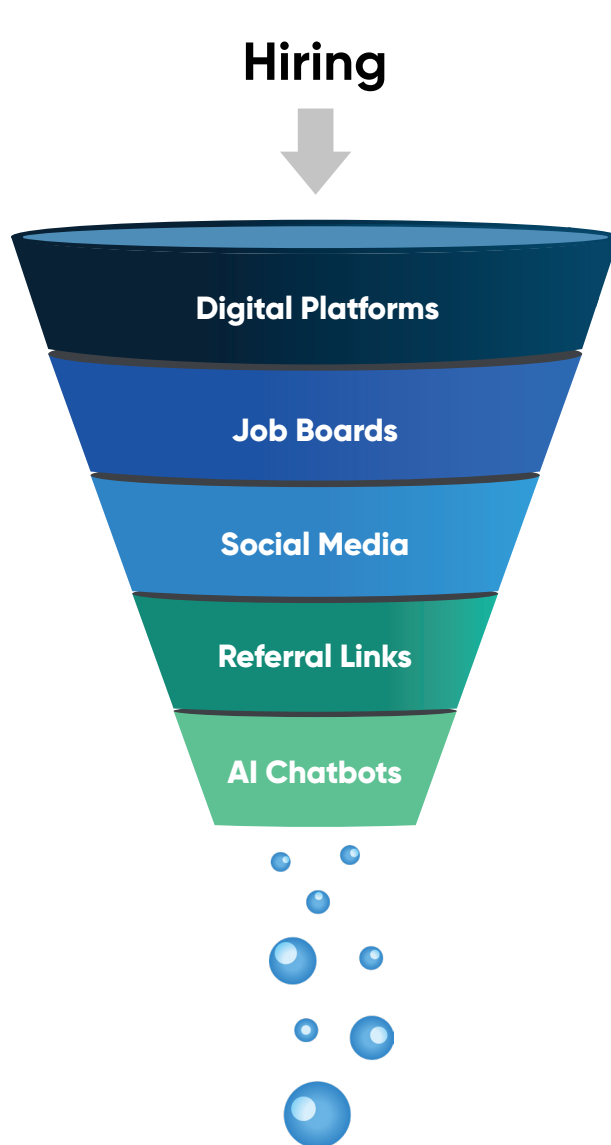 Hiring
Digital Platforms
Job Boards
Social Media
Referral Links
AI Chatbots